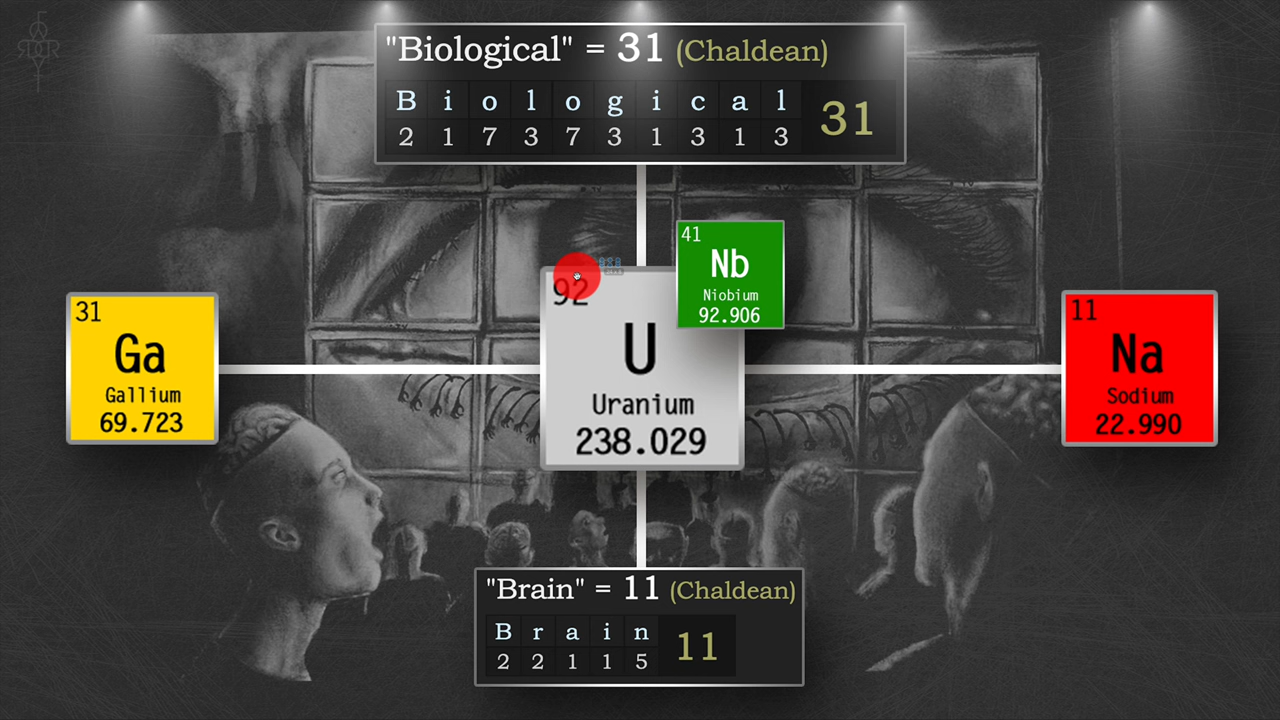 "Biological" = 31 (Chaldean)
B i o l o g i c a l
2 1 7 3 7 3 1 3 1 3
31
41
Nb
Niobium
92.906
92
U
Uranium
238.029
31
Ga
Gallium
69.723
11
Na
Sodium
22.990
"Brain" = 11 (Chaldean)
B r a i n
2 2 1 1 5
11